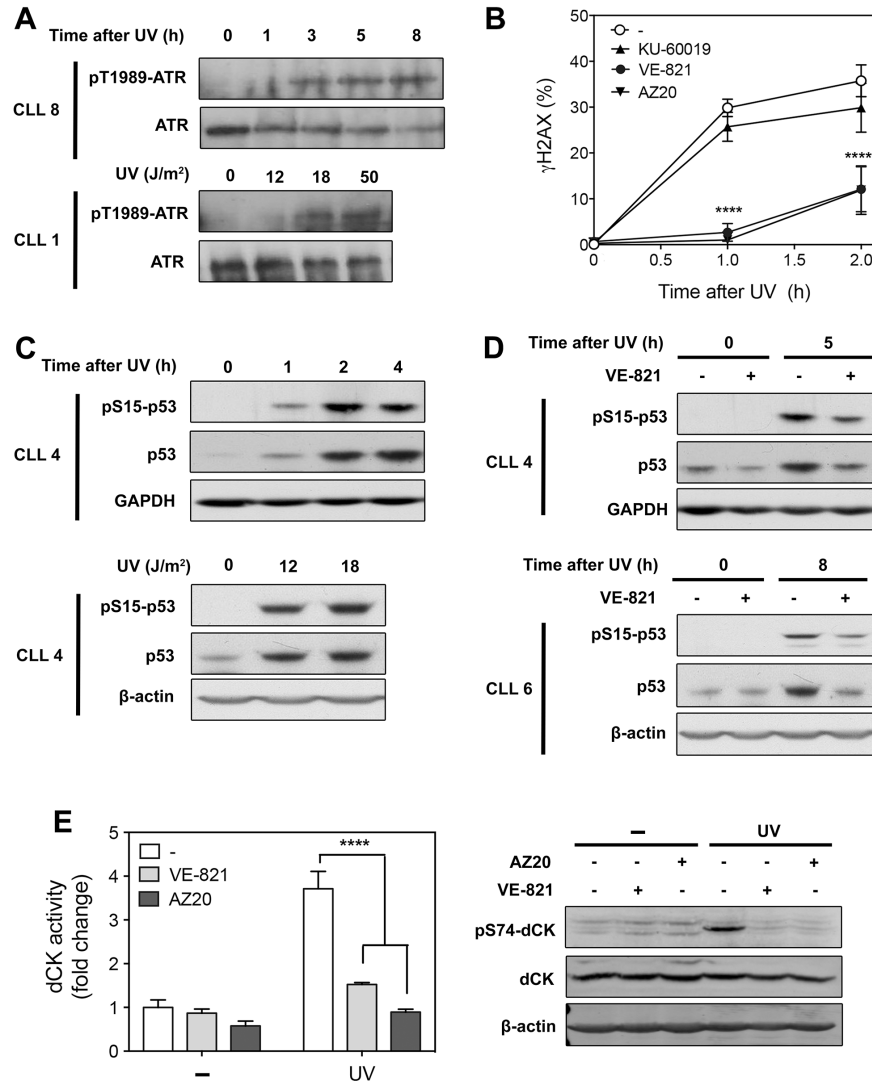 A
Time after UV (h) 0 1 3 5 8
CLL 8
pT1989-ATR
ATR
UV (J/m²) 0 12 18 50
CLL 1
pT1989-ATR
ATR
B
γH2AX (%)
50
40
30
20
10
0
-
KU-60019
VE-821
AZ20
****
****
0 0.5 1.0 1.5 2.0
Time after UV (h)
C
Time after UV (h) 0 1 2 4
CLL 4
pS15-p53
p53
GAPDH
UV (J/m²) 0 12 18
CLL 4
pS15-p53
p53
β-actin
D
Time after UV (h) 0 5
VE-821 - + - +
CLL 4
pS15-p53
p53
GAPDH
Time after UV (h) 0 8
VE-821 - + - +
CLL 6
pS15-p53
p53
β-actin
E
dCK activity
(fold change)
5
4
3
2
1
0
-
VE-821
AZ20
****
– UV
– UV
AZ20 - - + - - +
VE-821 - + - - + -
pS74-dCK
dCK
β-actin